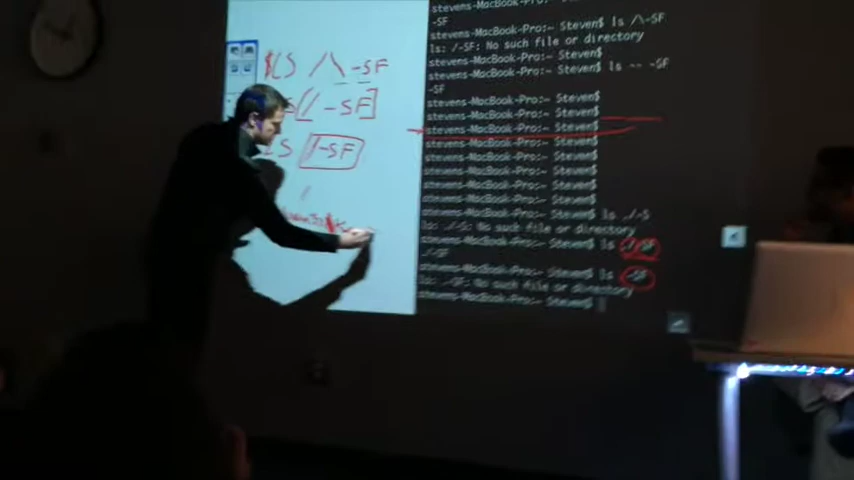 $ LS /\ -SF
[/ -SF]
LS /-SF
/
stevens-MacBook-Pro:~ Steven$ ls /\-SF
-SF
stevens-MacBook-Pro:~ Steven$ ls /\-SF
ls: /-SF: No such file or directory
stevens-MacBook-Pro:~ Steven$ ls -- -SF
-SF
stevens-MacBook-Pro:~ Steven$
stevens-MacBook-Pro:~ Steven$
stevens-MacBook-Pro:~ Steven$
stevens-MacBook-Pro:~ Steven$
stevens-MacBook-Pro:~ Steven$
stevens-MacBook-Pro:~ Steven$
stevens-MacBook-Pro:~ Steven$
stevens-MacBook-Pro:~ Steven$
stevens-MacBook-Pro:~ Steven$ ls ./-S
ls: ./-S: No such file or directory
stevens-MacBook-Pro:~ Steven$ ls ./-SF
./-SF
stevens-MacBook-Pro:~ Steven$ ls -SF
ls: -SF: No such file or directory
stevens-MacBook-Pro:~ Steven$